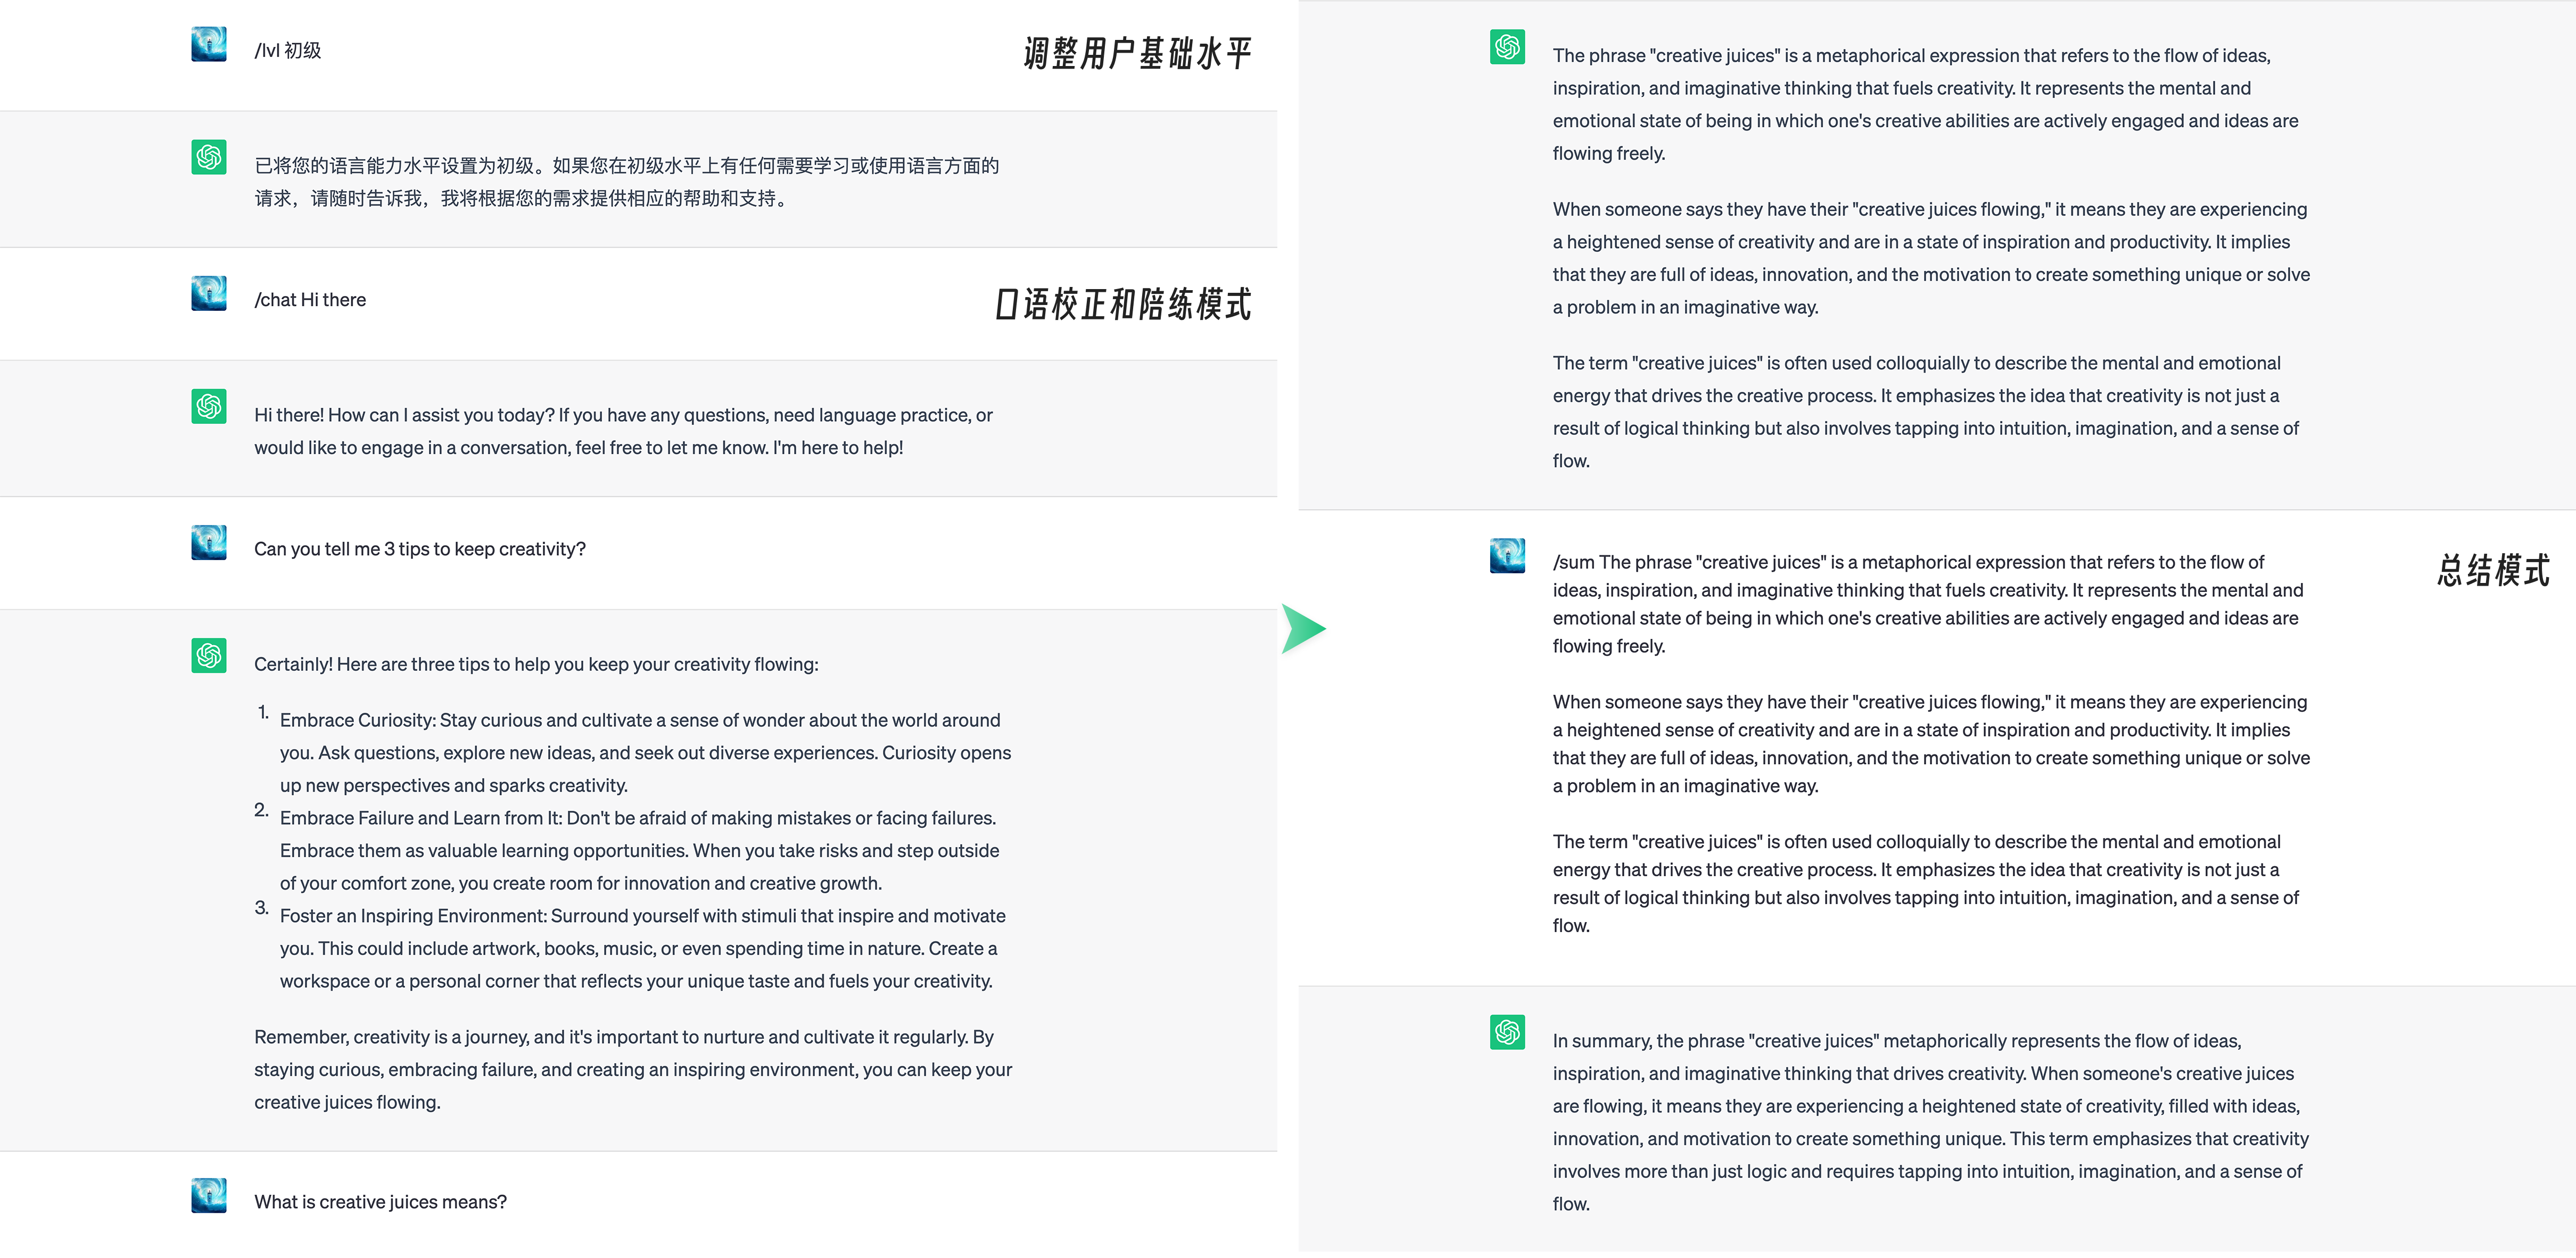 /lvl 初级
调整用户基础水平
已将您的语言能力水平设置为初级。如果您在初级水平上有任何需要学习或使用语言方面的
请求，请随时告诉我，我将根据您的需求提供相应的帮助和支持。
/chat Hi there
口语校正和陪练模式
Hi there! How can I assist you today? If you have any questions, need language practice, or
would like to engage in a conversation, feel free to let me know. I'm here to help!
Can you tell me 3 tips to keep creativity?
Certainly! Here are three tips to help you keep your creativity flowing:
1. Embrace Curiosity: Stay curious and cultivate a sense of wonder about the world around
you. Ask questions, explore new ideas, and seek out diverse experiences. Curiosity opens
up new perspectives and sparks creativity.
2. Embrace Failure and Learn from It: Don't be afraid of making mistakes or facing failures.
Embrace them as valuable learning opportunities. When you take risks and step outside
of your comfort zone, you create room for innovation and creative growth.
3. Foster an Inspiring Environment: Surround yourself with stimuli that inspire and motivate
you. This could include artwork, books, music, or even spending time in nature. Create a
workspace or a personal corner that reflects your unique taste and fuels your creativity.
Remember, creativity is a journey, and it's important to nurture and cultivate it regularly. By
staying curious, embracing failure, and creating an inspiring environment, you can keep your
creative juices flowing.
What is creative juices means?
The phrase "creative juices" is a metaphorical expression that refers to the flow of ideas,
inspiration, and imaginative thinking that fuels creativity. It represents the mental and
emotional state of being in which one's creative abilities are actively engaged and ideas are
flowing freely.
When someone says they have their "creative juices flowing," it means they are experiencing
a heightened sense of creativity and are in a state of inspiration and productivity. It implies
that they are full of ideas, innovation, and the motivation to create something unique or solve
a problem in an imaginative way.
The term "creative juices" is often used colloquially to describe the mental and emotional
energy that drives the creative process. It emphasizes the idea that creativity is not just a
result of logical thinking but also involves tapping into intuition, imagination, and a sense of
flow.
/sum The phrase "creative juices" is a metaphorical expression that refers to the flow of
ideas, inspiration, and imaginative thinking that fuels creativity. It represents the mental and
emotional state of being in which one's creative abilities are actively engaged and ideas are
flowing freely.
总结模式
When someone says they have their "creative juices flowing," it means they are experiencing
a heightened sense of creativity and are in a state of inspiration and productivity. It implies
that they are full of ideas, innovation, and the motivation to create something unique or solve
a problem in an imaginative way.
The term "creative juices" is often used colloquially to describe the mental and emotional
energy that drives the creative process. It emphasizes the idea that creativity is not just a
result of logical thinking but also involves tapping into intuition, imagination, and a sense of
flow.
In summary, the phrase "creative juices" metaphorically represents the flow of ideas,
inspiration, and imaginative thinking that drives creativity. When someone's creative juices
are flowing, it means they are experiencing a heightened state of creativity, filled with ideas,
innovation, and motivation to create something unique. This term emphasizes that creativity
involves more than just logic and requires tapping into intuition, imagination, and a sense of
flow.